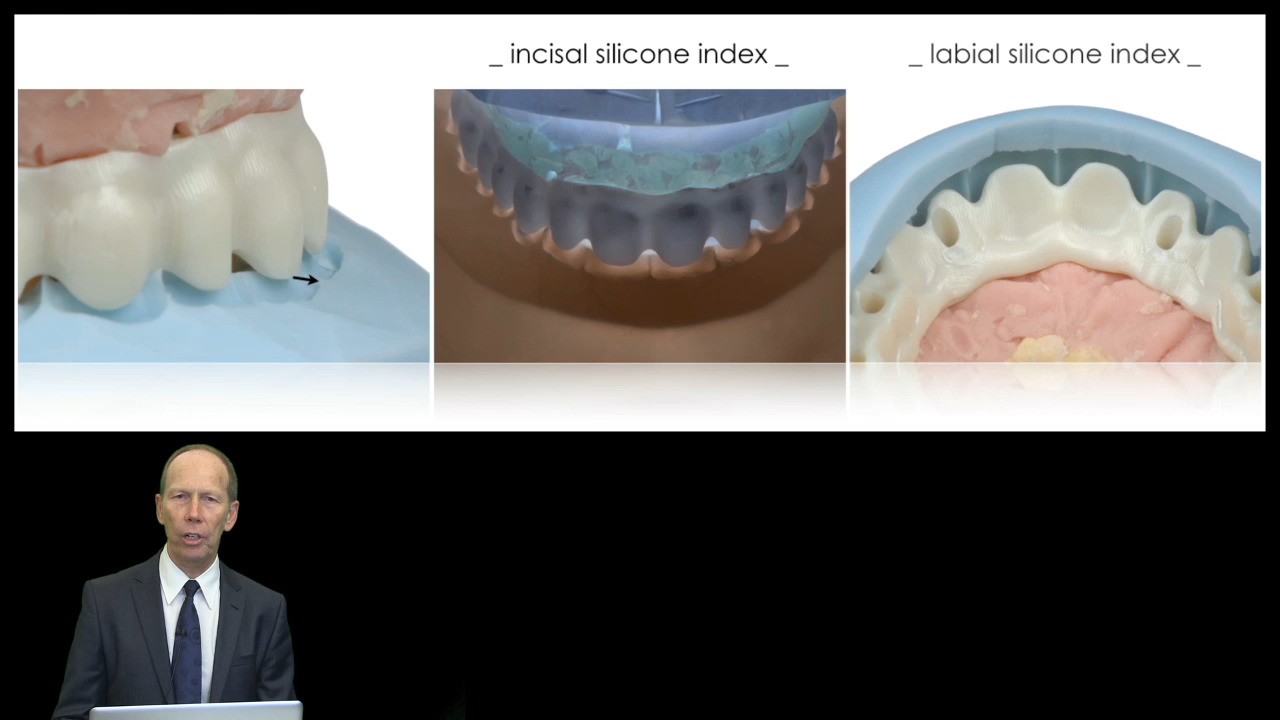 _ incisal silicone index _
_ labial silicone index _